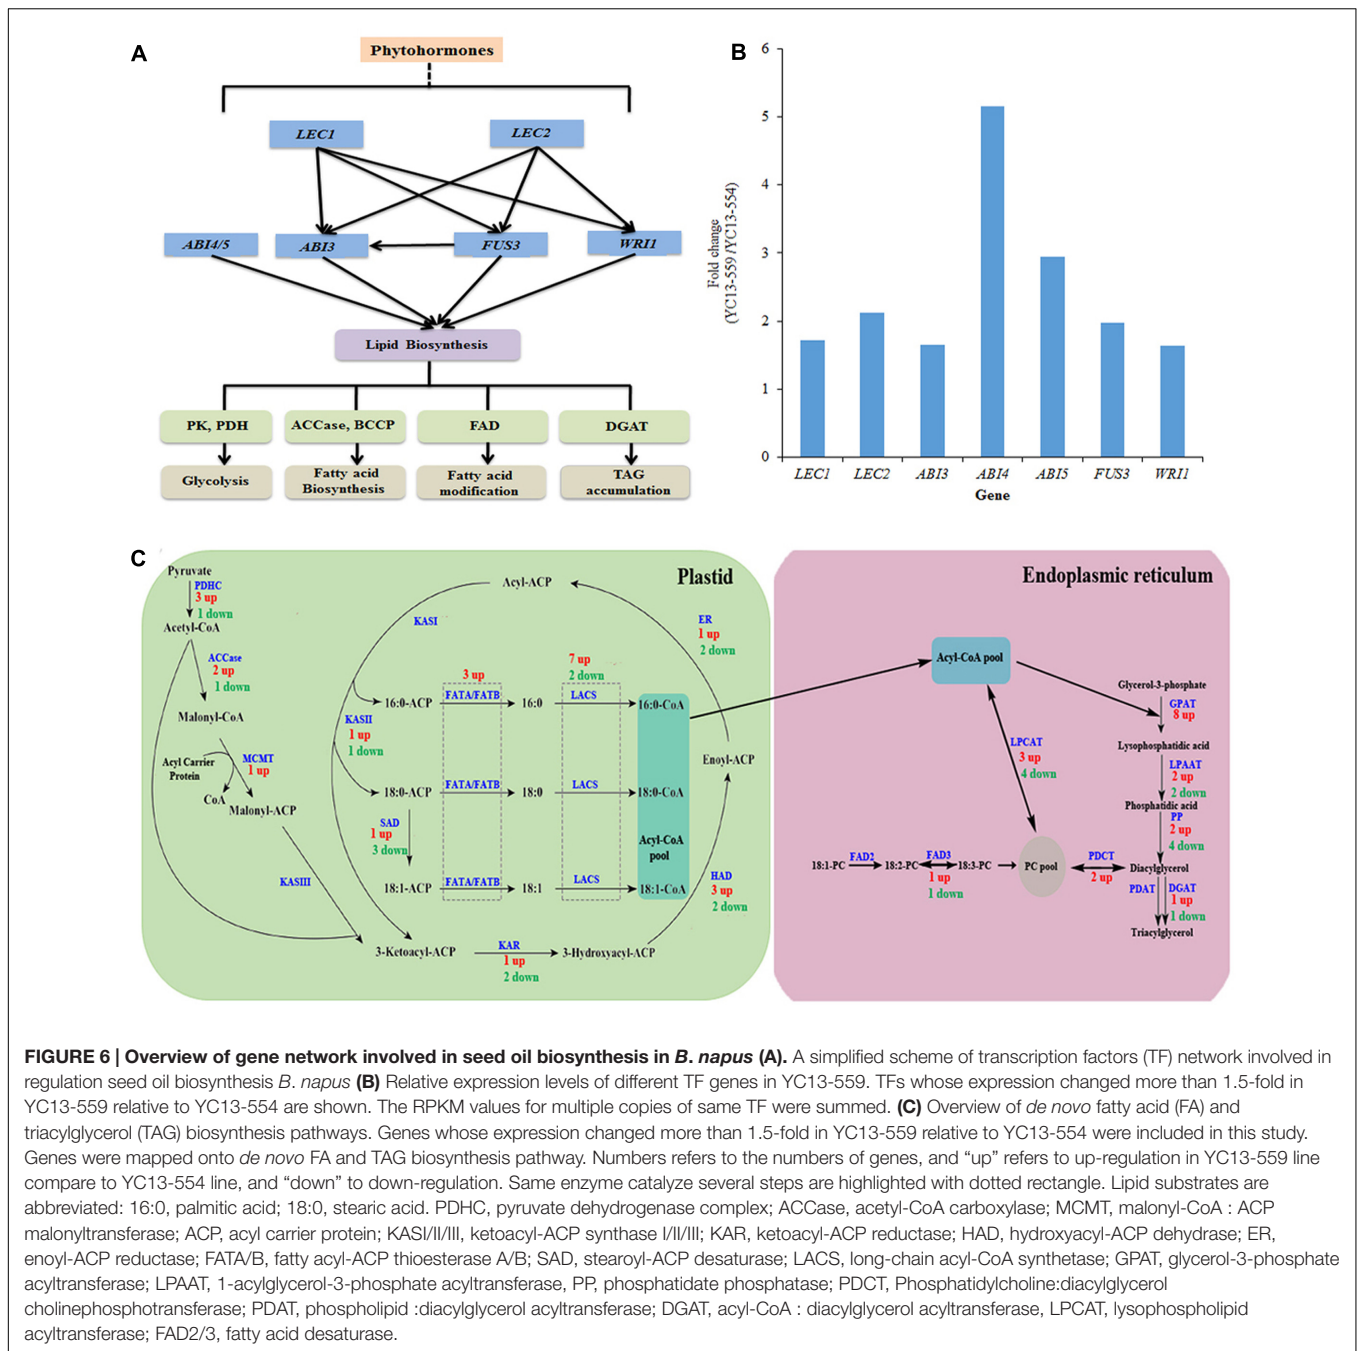 A
Phytohormones
LEC1
LEC2
ABI4/5
ABI3
FUS3
WRI1
Lipid Biosynthesis
PK, PDH
ACCase, BCCP
FAD
DGAT
Glycolysis
Fatty acid
Biosynthesis
Fatty acid
modification
TAG
accumulation
B
Fold change
(YC13-559 /YC13-554)
6
5
4
3
2
1
0
LEC1
LEC2
ABI3
ABI4
ABI5
FUS3
WRI1
Gene
C
Plastid
Pyruvate
PDHC
3 up
1 down
Acetyl-CoA
ACCase
2 up
1 down
Malonyl-CoA
Acyl Carrier
Protein
MCMT
1 up
CoA
Malonyl-ACP
KASIII
Acyl-ACP
KASI
KASII
1 up
1 down
16:0-ACP
3 up
FATA/FATB
16:0
7 up
2 down
LACS
16:0-CoA
18:0-ACP
FATA/FATB
18:0
LACS
18:0-CoA
SAD
1 up
3 down
Acyl-CoA
pool
18:1-ACP
FATA/FATB
18:1
LACS
18:1-CoA
3-Ketoacyl-ACP
KAR
1 up
2 down
3-Hydroxyacyl-ACP
HAD
3 up
2 down
Enoyl-ACP
ER
1 up
2 down
Endoplasmic reticulum
Acyl-CoA pool
Glycerol-3-phosphate
GPAT
8 up
Lysophosphatidic acid
LPAAT
2 up
2 down
Phosphatidic acid
PP
2 up
4 down
LPCAT
3 up
4 down
18:1-PC
FAD2
18:2-PC
FAD3
1 up
1 down
18:3-PC
PC pool
PDCT
2 up
Diacylglycerol
PDAT
DGAT
1 up
1 down
Triacylglycerol
FIGURE 6 | Overview of gene network involved in seed oil biosynthesis in B. napus (A). A simplified scheme of transcription factors (TF) network involved in
regulation seed oil biosynthesis B. napus (B) Relative expression levels of different TF genes in YC13-559. TFs whose expression changed more than 1.5-fold in
YC13-559 relative to YC13-554 are shown. The RPKM values for multiple copies of same TF were summed. (C) Overview of de novo fatty acid (FA) and
triacylglycerol (TAG) biosynthesis pathways. Genes whose expression changed more than 1.5-fold in YC13-559 relative to YC13-554 were included in this study.
Genes were mapped onto de novo FA and TAG biosynthesis pathway. Numbers refers to the numbers of genes, and “up” refers to up-regulation in YC13-559 line
compare to YC13-554 line, and “down” to down-regulation. Same enzyme catalyze several steps are highlighted with dotted rectangle. Lipid substrates are
abbreviated: 16:0, palmitic acid; 18:0, stearic acid. PDHC, pyruvate dehydrogenase complex; ACCase, acetyl-CoA carboxylase; MCMT, malonyl-CoA : ACP
malonyltransferase; ACP, acyl carrier protein; KASI/II/III, ketoacyl-ACP synthase I/II/III; KAR, ketoacyl-ACP reductase; HAD, hydroxyacyl-ACP dehydrase; ER,
enoyl-ACP reductase; FATA/B, fatty acyl-ACP thioesterase A/B; SAD, stearoyl-ACP desaturase; LACS, long-chain acyl-CoA synthetase; GPAT, glycerol-3-phosphate
acyltransferase; LPAAT, 1-acylglycerol-3-phosphate acyltransferase, PP, phosphatidate phosphatase; PDCT, Phosphatidylcholine:diacylglycerol
cholinephosphotransferase; PDAT, phospholipid :diacylglycerol acyltransferase; DGAT, acyl-CoA : diacylglycerol acyltransferase, LPCAT, lysophospholipid
acyltransferase; FAD2/3, fatty acid desaturase.